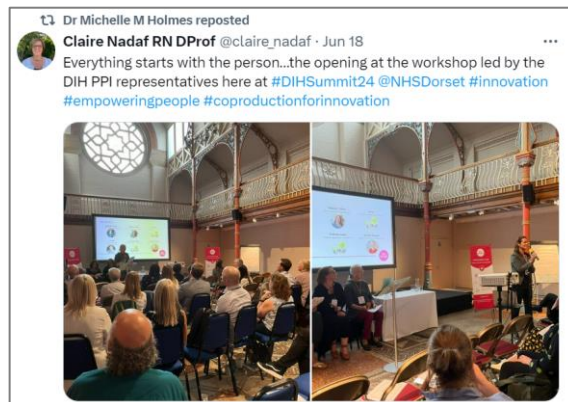 Dr Michelle M Holmes reposted
Claire Nadaf RN DProf @claire_nadaf · Jun 18
Everything starts with the person...the opening at the workshop led by the
DIH PPI representatives here at #DIHSummit24 @NHSDorset #innovation
#empoweringpeople #coproductionforinnovation